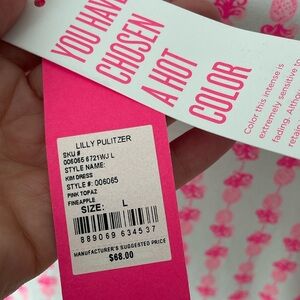 YOU HAVE
CHOSEN
A HOT
COLOR
Color this intense is
extremely sensitive to
fading. Although
LILLY PULITZER
SKU #
006065 6721WJ L
STYLE NAME:
KIM DRESS
STYLE #: 006065
PINK TOPAZ
FINEAPPLE
SIZE: L
889069 634537
MANUFACTURER'S SUGGESTED PRICE
$68.00